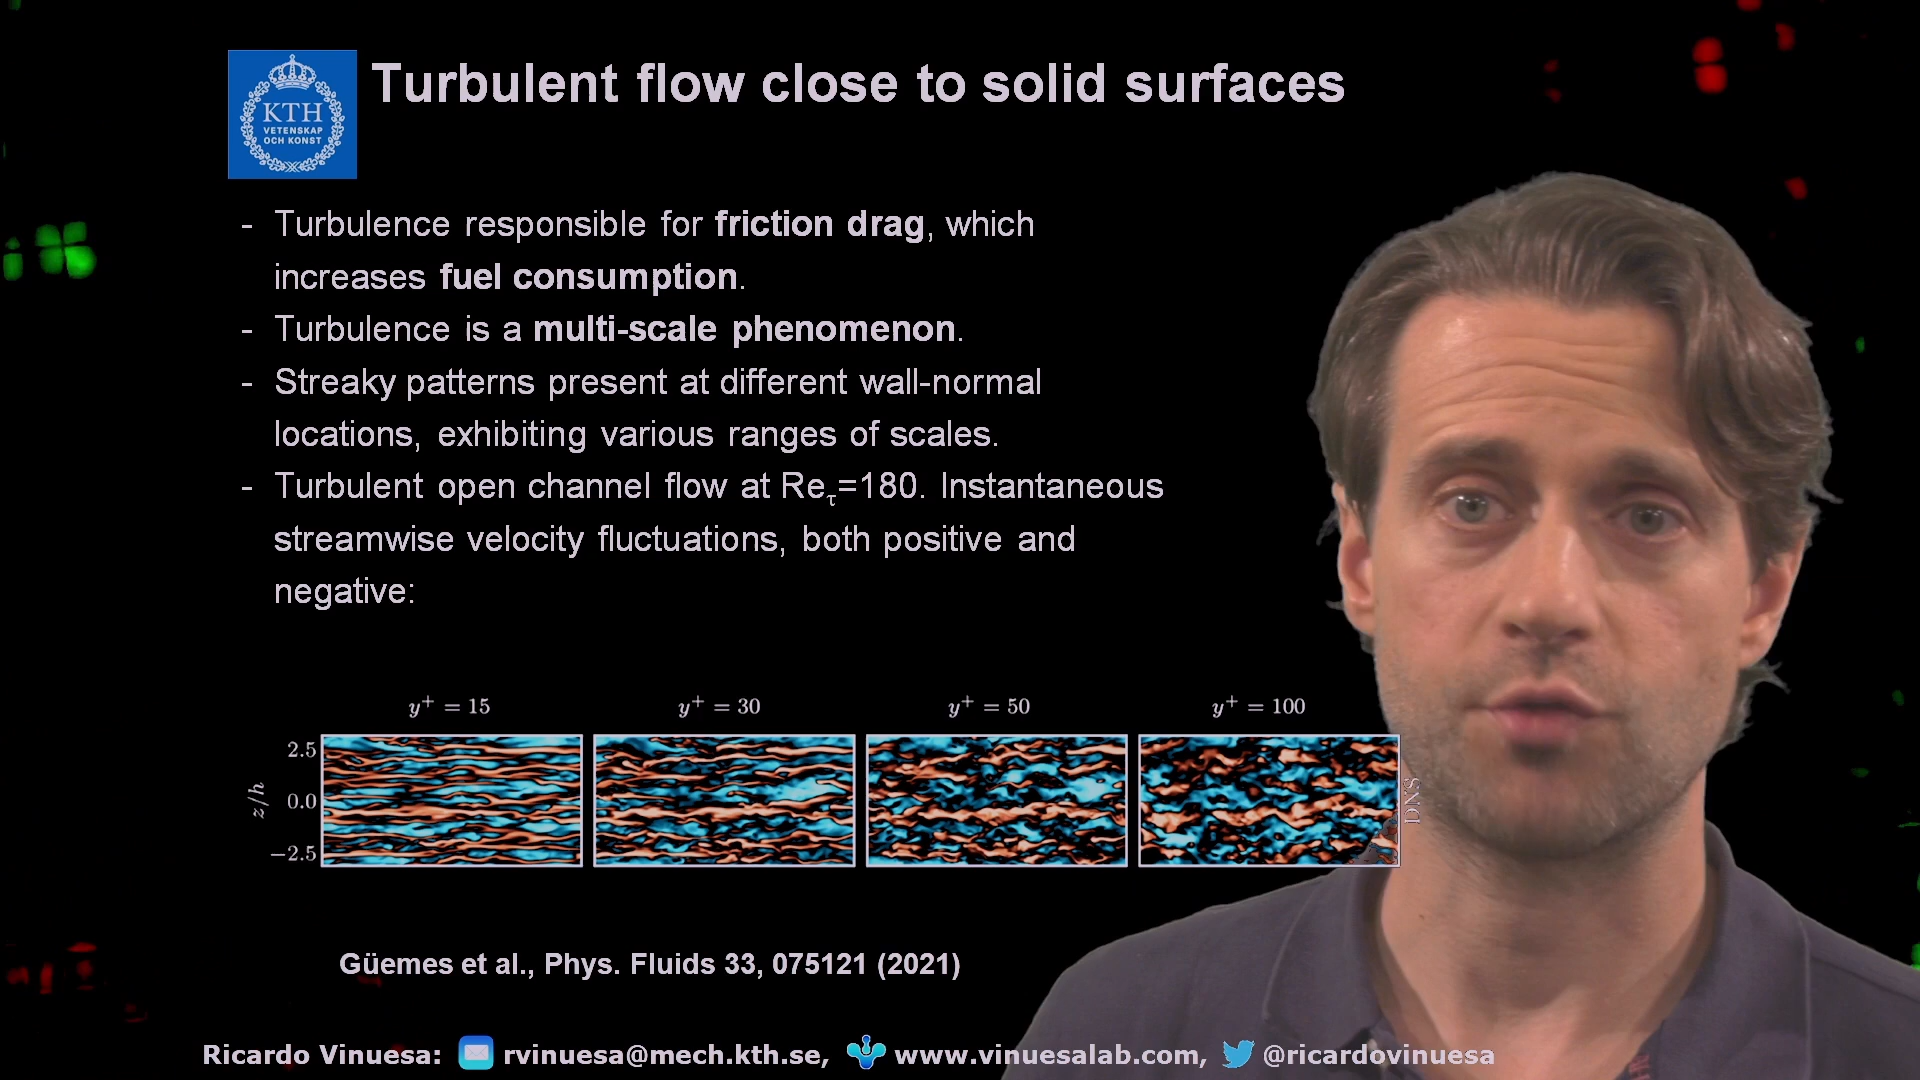 KTH
VETENSKAP
OCH KONST
Turbulent flow close to solid surfaces
- Turbulence responsible for friction drag, which
increases fuel consumption.
- Turbulence is a multi-scale phenomenon.
- Streaky patterns present at different wall-normal
locations, exhibiting various ranges of scales.
- Turbulent open channel flow at Reτ=180. Instantaneous
streamwise velocity fluctuations, both positive and
negative:
y+ = 15 y+ = 30 y+ = 50 y+ = 100
2.5
0.0
−2.5
z/h
DNS
Güemes et al., Phys. Fluids 33, 075121 (2021)
Ricardo Vinuesa: rvinuesa@mech.kth.se, www.vinuesalab.com, @ricardovinuesa